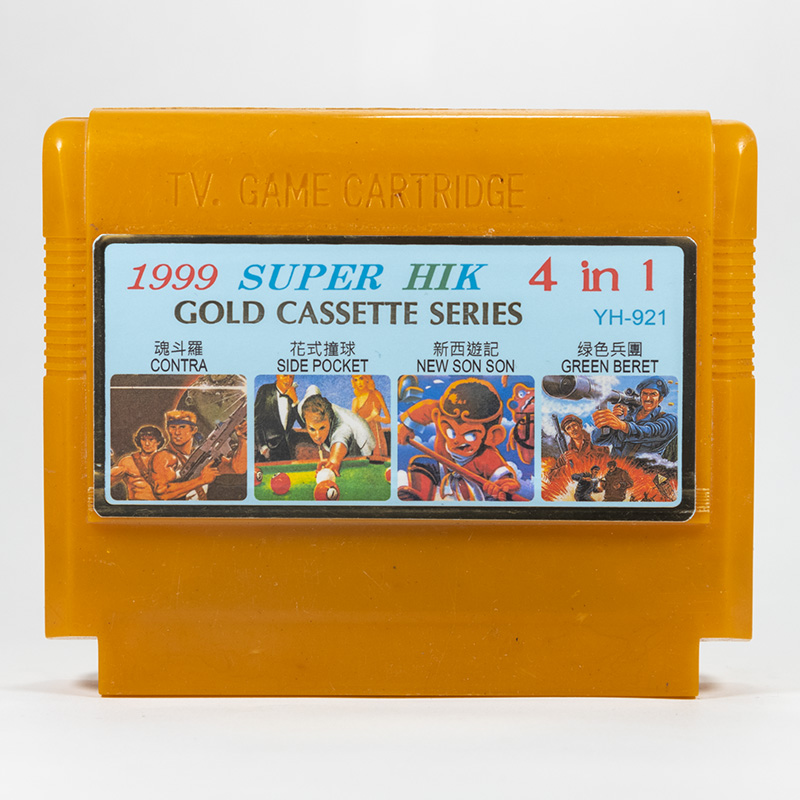 TV. GAME CARTRIDGE
1999 SUPER HIK 4 in 1
GOLD CASSETTE SERIES YH-921
魂斗羅 花式撞球 新西遊記 绿色兵團
CONTRA SIDE POCKET NEW SON SON GREEN BERET